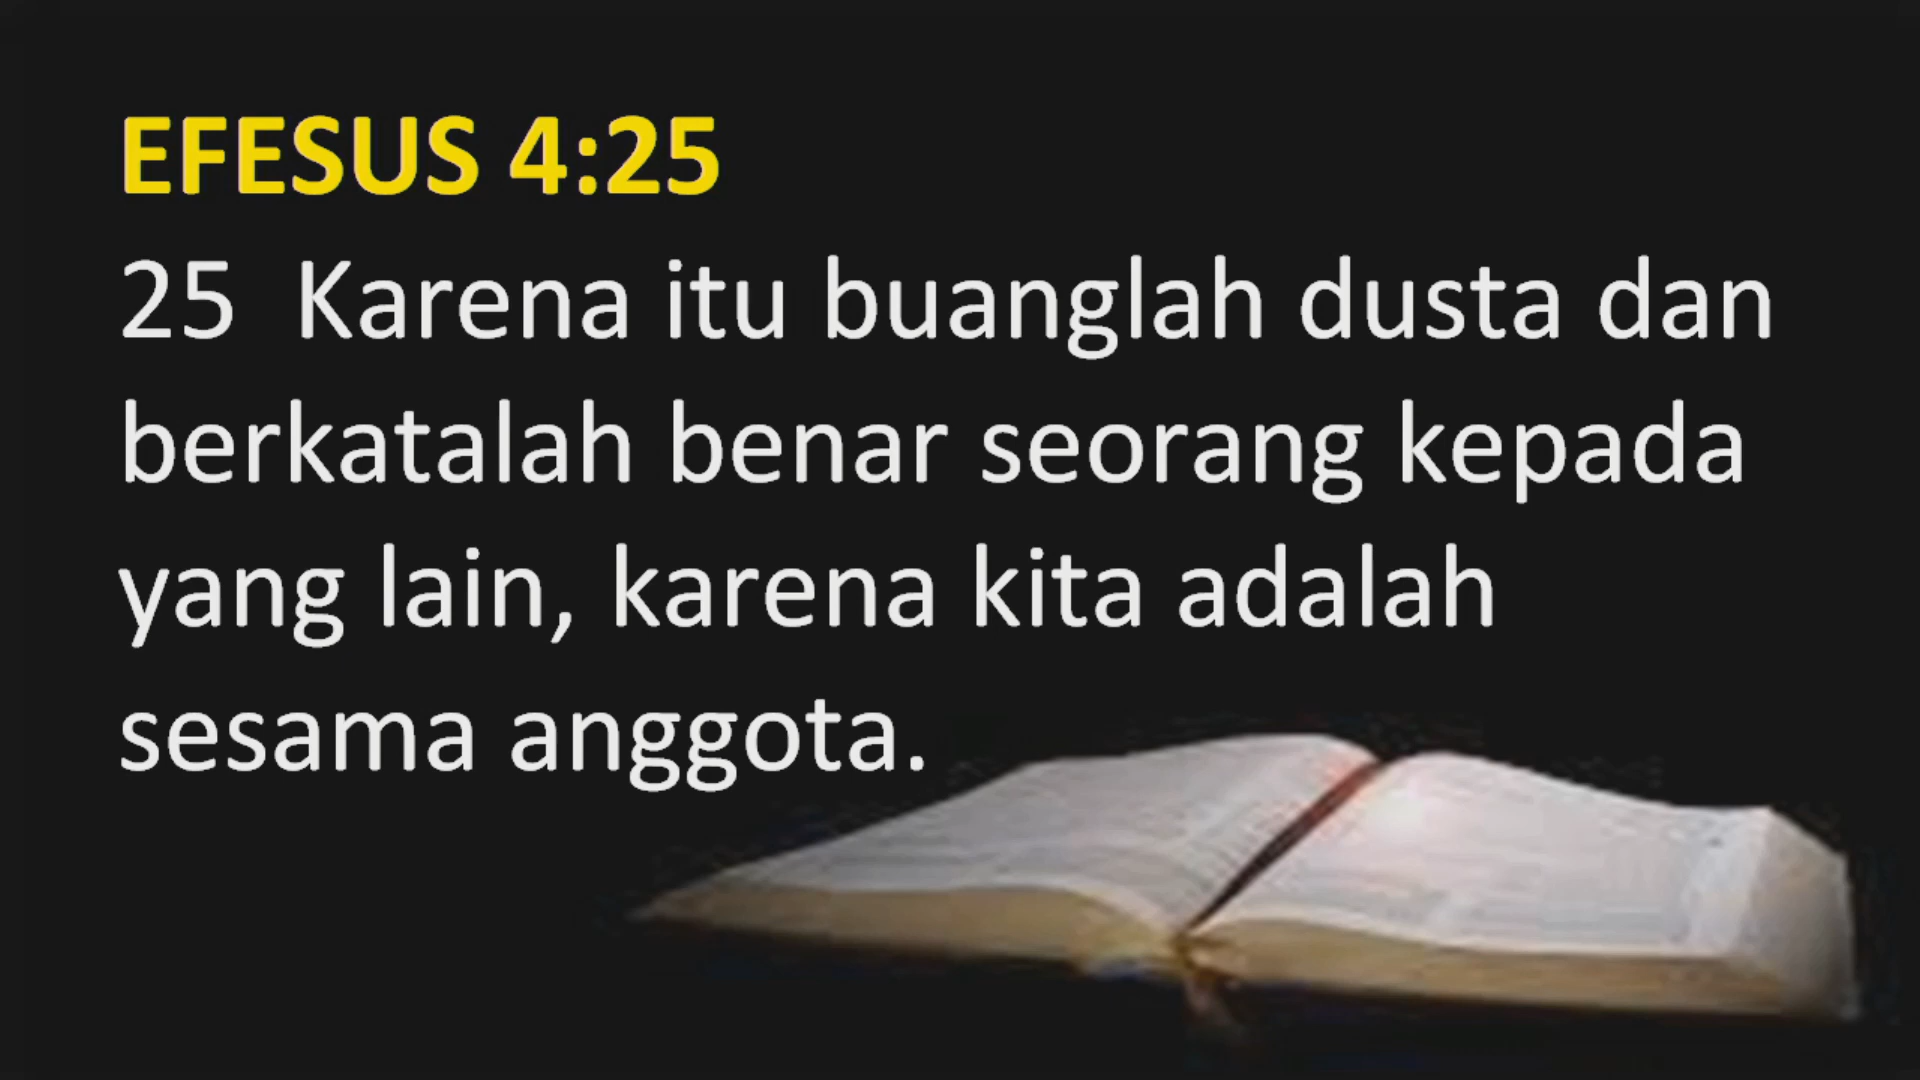 EFESUS 4:25
25  Karena itu buanglah dusta dan
berkatalah benar seorang kepada
yang lain, karena kita adalah
sesama anggota.